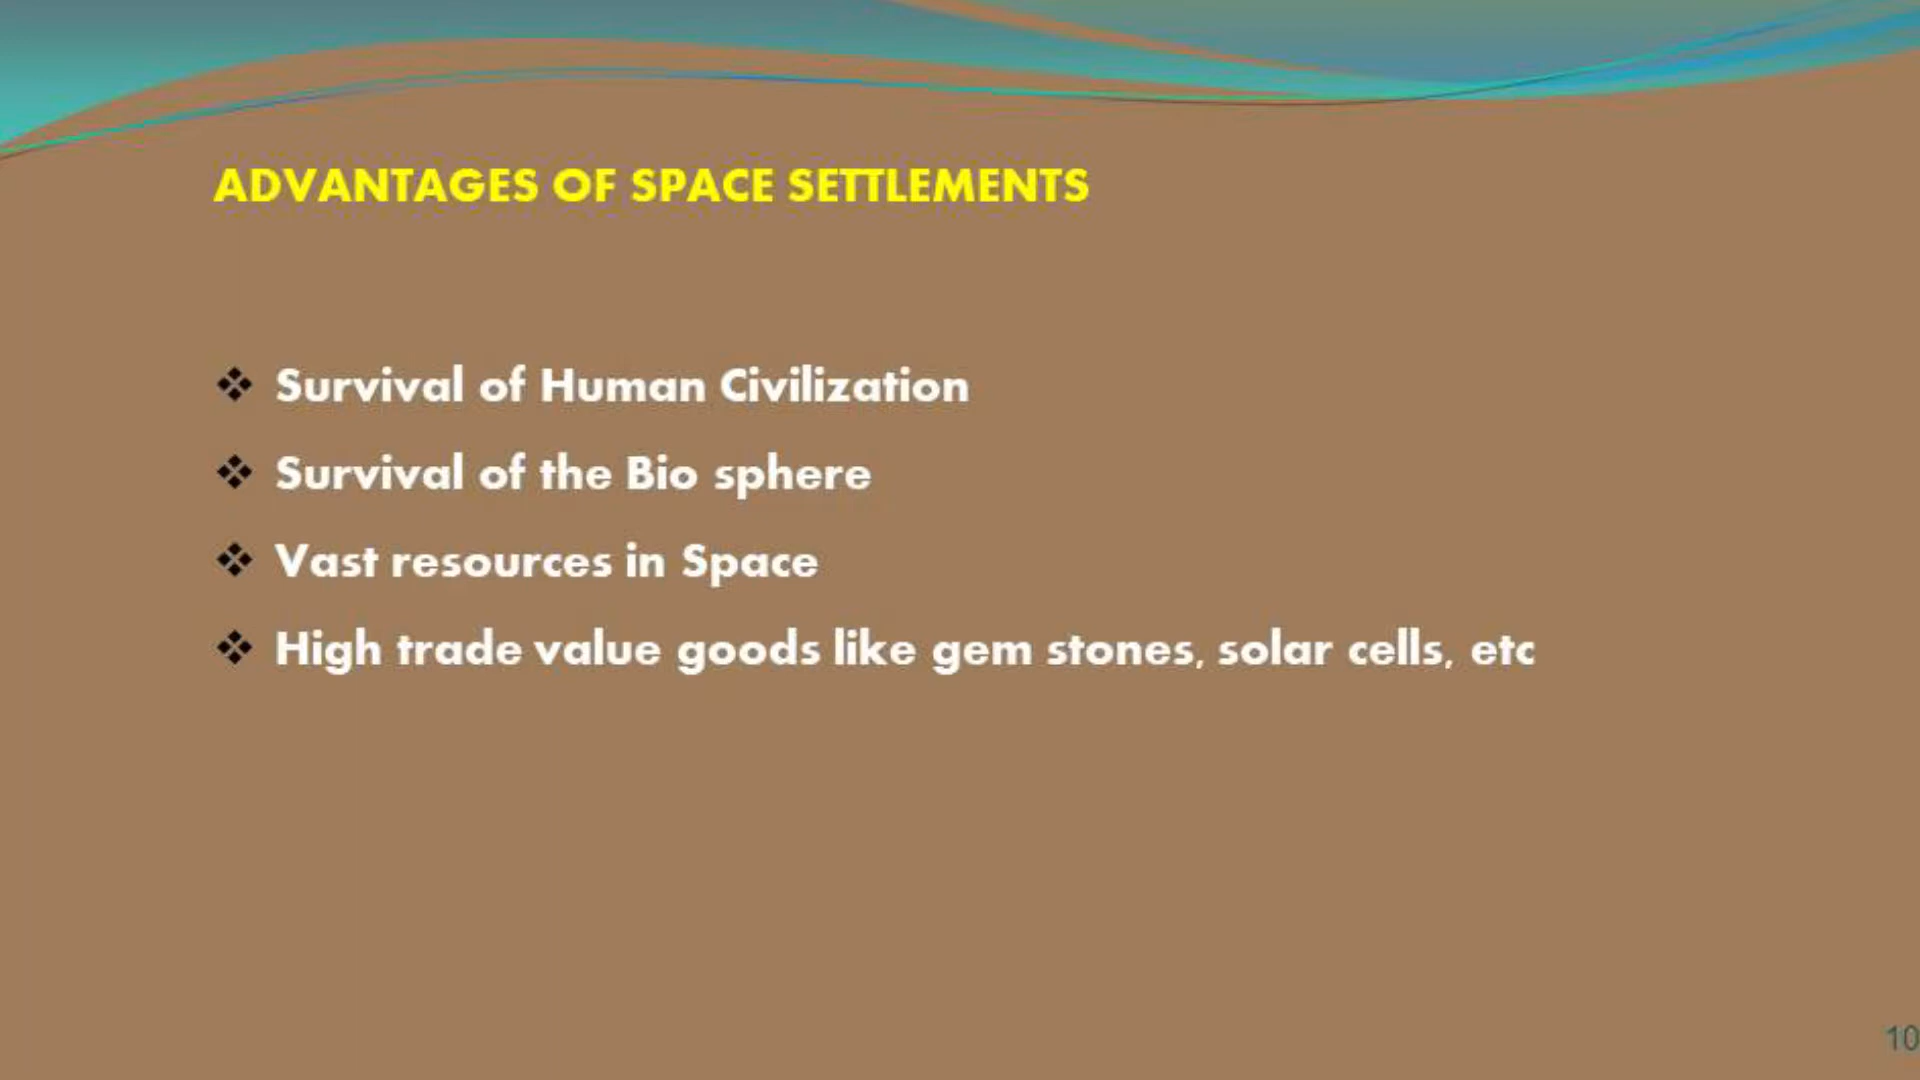 ADVANTAGES OF SPACE SETTLEMENTS
❖ Survival of Human Civilization
❖ Survival of the Bio sphere
❖ Vast resources in Space
❖ High trade value goods like gem stones, solar cells, etc
10